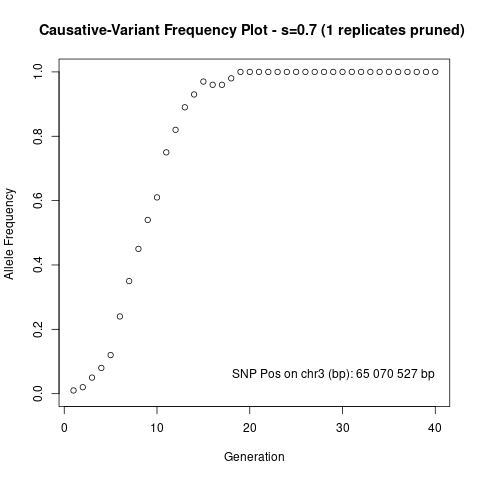 Causative-Variant Frequency Plot - s=0.7 (1 replicates pruned)
1.0
0.8
0.6
0.4
0.2
0.0
Allele Frequency
SNP Pos on chr3 (bp): 65 070 527 bp
0 10 20 30 40
Generation